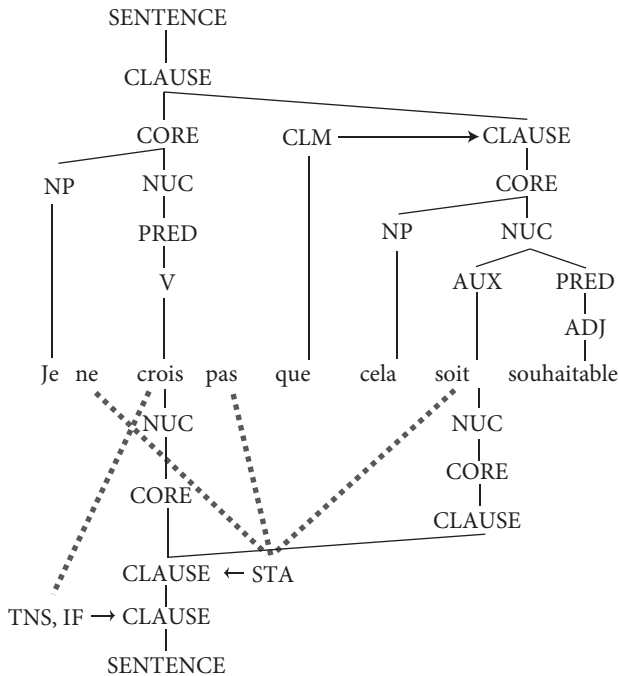 SENTENCE
CLAUSE
CORE CLM CLAUSE
NP NUC CORE
PRED NP NUC
V AUX PRED
ADJ
Je ne crois pas que cela soit souhaitable
NUC NUC
CORE CORE
CLAUSE
CLAUSE STA
TNS, IF CLAUSE
SENTENCE